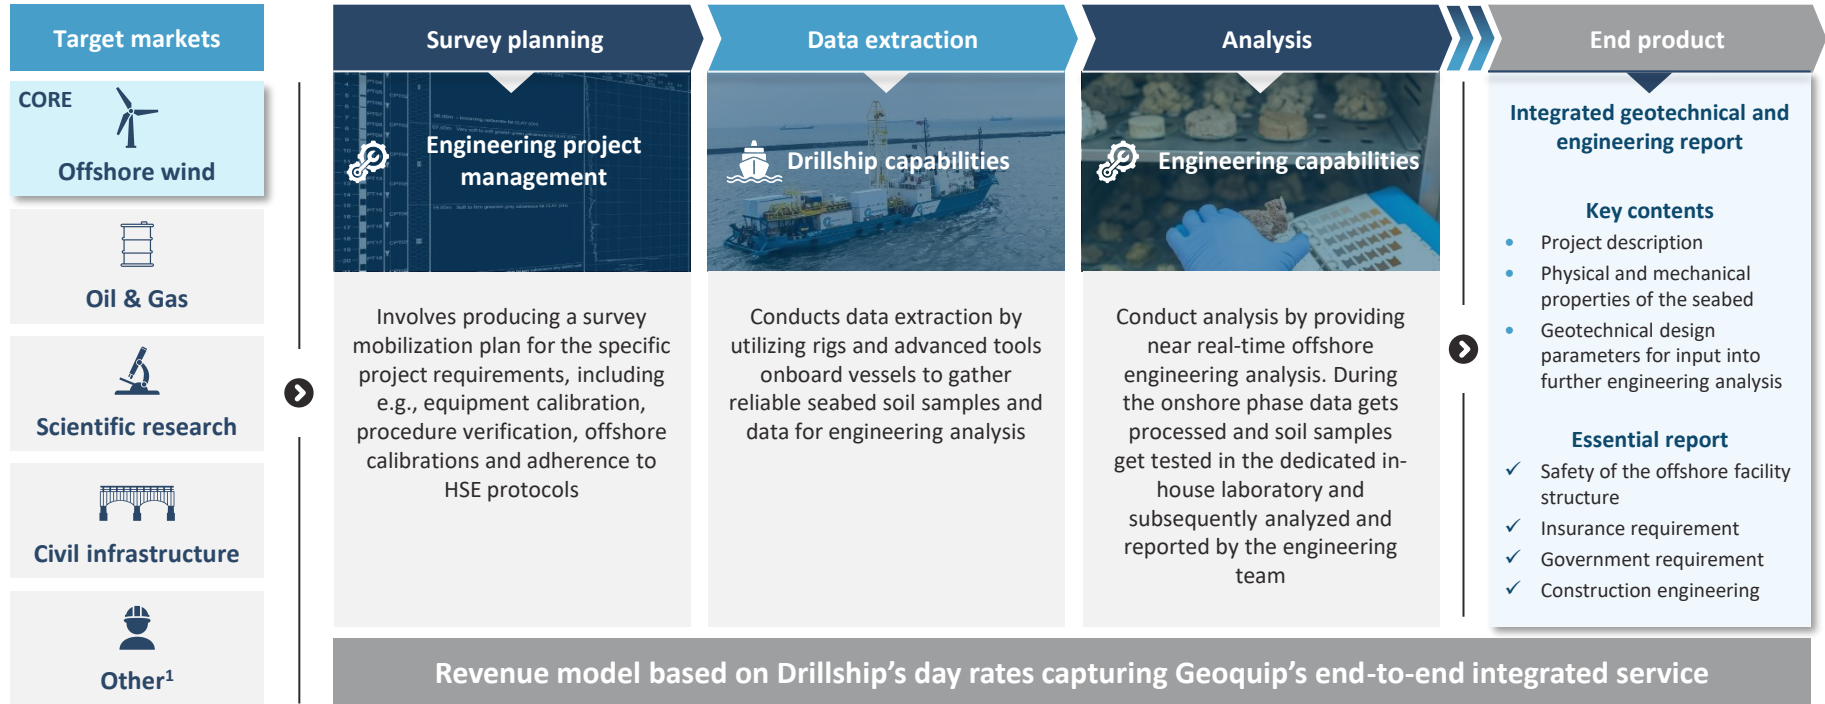 Target markets
CORE
Offshore wind
Oil & Gas
Scientific research
Civil infrastructure
Other1
Survey planning
Engineering project
management
Involves producing a survey
mobilization plan for the specific
project requirements, including
e.g., equipment calibration,
procedure verification, offshore
calibrations and adherence to
HSE protocols
Data extraction
Drillship capabilities
Conducts data extraction by
utilizing rigs and advanced tools
onboard vessels to gather
reliable seabed soil samples and
data for engineering analysis
Analysis
Engineering capabilities
Conduct analysis by providing
near real-time offshore
engineering analysis. During
the onshore phase data gets
processed and soil samples
get tested in the dedicated in-
house laboratory and
subsequently analyzed and
reported by the engineering
team
End product
Integrated geotechnical and
engineering report
Key contents
• Project description
• Physical and mechanical
properties of the seabed
• Geotechnical design
parameters for input into
further engineering analysis
Essential report
✓ Safety of the offshore facility
structure
✓ Insurance requirement
✓ Government requirement
✓ Construction engineering
Revenue model based on Drillship's day rates capturing Geoquip's end-to-end integrated service